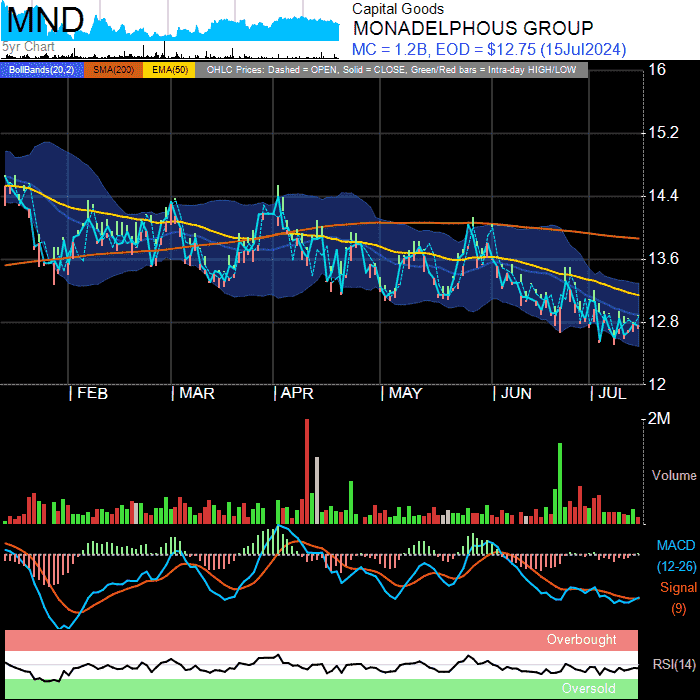 MND
5yr Chart
Capital Goods
MONADELPHOUS GROUP
MC = 1.2B, EOD = $12.75 (15Jul2024)
BollBands(20,2) SMA(200) EMA(50) OHLC Prices: Dashed = OPEN, Solid = CLOSE, Green/Red bars = Intra-day HIGH/LOW
16
15.2
14.4
13.6
12.8
12
FEB MAR APR MAY JUN JUL
2M
Volume
MACD
(12-26)
Signal
(9)
Overbought
RSI(14)
Oversold